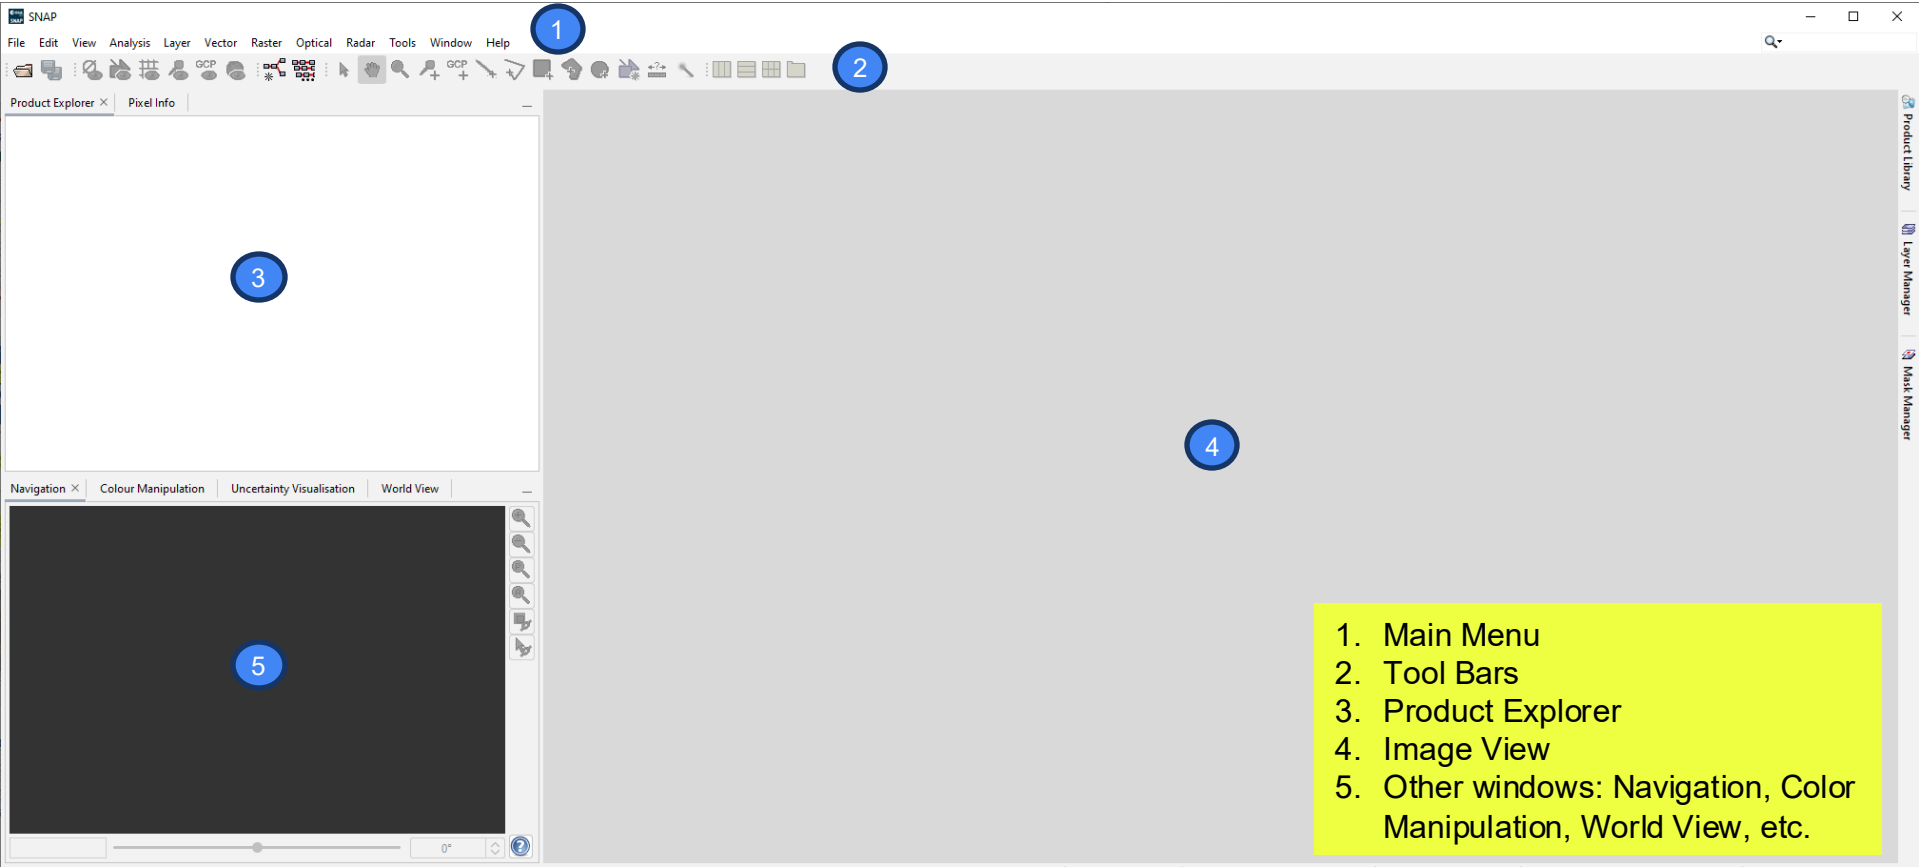 SNAP
File Edit View Analysis Layer Vector Raster Optical Radar Tools Window Help
1
GCP GCP
2
Product Explorer Pixel Info
3
Product Library
Layer Manager
Mask Manager
4
Navigation Colour Manipulation Uncertainty Visualisation World View
5
0°
1. Main Menu
2. Tool Bars
3. Product Explorer
4. Image View
5. Other windows: Navigation, Color
Manipulation, World View, etc.